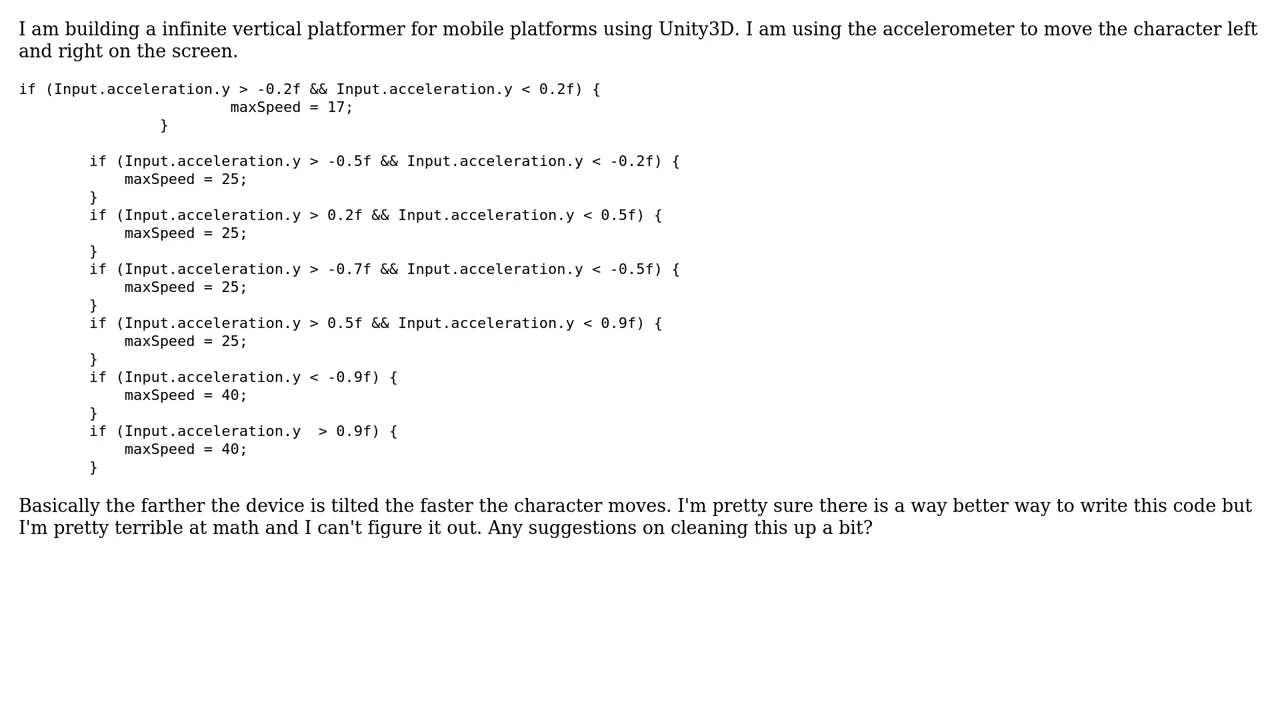 I am building a infinite vertical platformer for mobile platforms using Unity3D. I am using the accelerometer to move the character left
and right on the screen.
if (Input.acceleration.y > -0.2f && Input.acceleration.y < 0.2f) {
                        maxSpeed = 17;
                }

        if (Input.acceleration.y > -0.5f && Input.acceleration.y < -0.2f) {
            maxSpeed = 25;
        }
        if (Input.acceleration.y > 0.2f && Input.acceleration.y < 0.5f) {
            maxSpeed = 25;
        }
        if (Input.acceleration.y > -0.7f && Input.acceleration.y < -0.5f) {
            maxSpeed = 25;
        }
        if (Input.acceleration.y > 0.5f && Input.acceleration.y < 0.9f) {
            maxSpeed = 25;
        }
        if (Input.acceleration.y < -0.9f) {
            maxSpeed = 40;
        }
        if (Input.acceleration.y  > 0.9f) {
            maxSpeed = 40;
        }
Basically the farther the device is tilted the faster the character moves. I'm pretty sure there is a way better way to write this code but
I'm pretty terrible at math and I can't figure it out. Any suggestions on cleaning this up a bit?